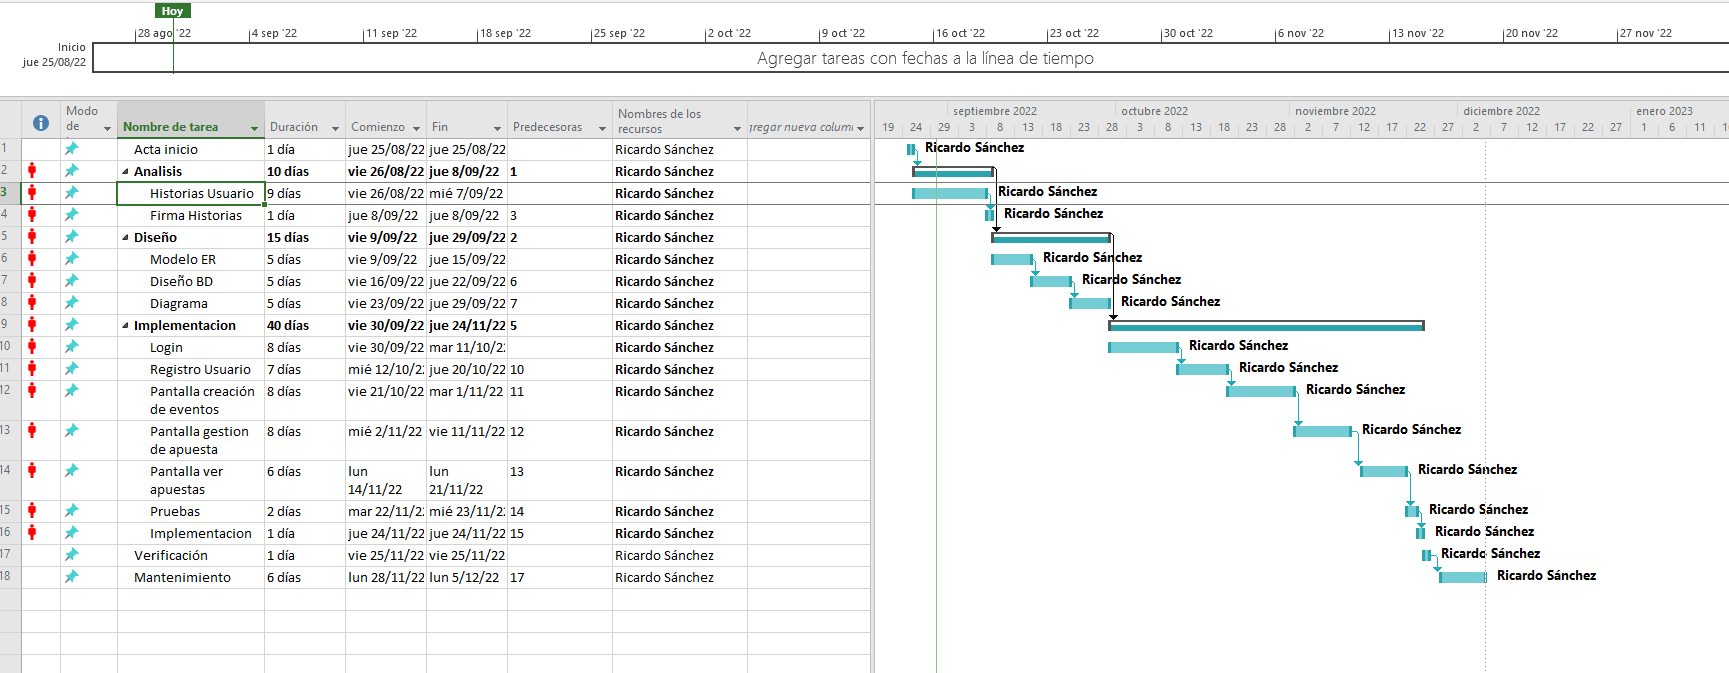 Hoy
28 ago '22 4 sep '22 11 sep '22 18 sep '22 25 sep '22 2 oct '22 9 oct '22 16 oct '22 23 oct '22 30 oct '22 6 nov '22 13 nov '22 20 nov '22 27 nov '22
Inicio
jue 25/08/22
Agregar tareas con fechas a la línea de tiempo
Modo de Nombre de tarea Duración Comienzo Fin Predecesoras Nombres de los recursos gregar nueva column
septiembre 2022 octubre 2022 noviembre 2022 diciembre 2022 enero 2023
19 24 29 3 8 13 18 23 28 3 8 13 18 23 28 2 7 12 17 22 27 2 7 12 17 22 27 1 6 11
1 Acta inicio 1 día jue 25/08/22 jue 25/08/22 Ricardo Sánchez Ricardo Sánchez
2 Analisis 10 días vie 26/08/22 jue 8/09/22 1 Ricardo Sánchez
3 Historias Usuario 9 días vie 26/08/22 mié 7/09/22 Ricardo Sánchez Ricardo Sánchez
4 Firma Historias 1 día jue 8/09/22 jue 8/09/22 3 Ricardo Sánchez Ricardo Sánchez
5 Diseño 15 días vie 9/09/22 jue 29/09/22 2 Ricardo Sánchez
6 Modelo ER 5 días vie 9/09/22 jue 15/09/22 Ricardo Sánchez Ricardo Sánchez
7 Diseño BD 5 días vie 16/09/22 jue 22/09/22 6 Ricardo Sánchez Ricardo Sánchez
8 Diagrama 5 días vie 23/09/22 jue 29/09/22 7 Ricardo Sánchez Ricardo Sánchez
9 Implementacion 40 días vie 30/09/22 jue 24/11/22 5 Ricardo Sánchez
10 Login 8 días vie 30/09/22 mar 11/10/2 Ricardo Sánchez Ricardo Sánchez
11 Registro Usuario 7 días mié 12/10/ jue 20/10/22 10 Ricardo Sánchez Ricardo Sánchez
12 Pantalla creación de eventos 8 días vie 21/10/22 mar 1/11/22 11 Ricardo Sánchez Ricardo Sánchez
13 Pantalla gestion de apuesta 8 días mié 2/11/22 vie 11/11/22 12 Ricardo Sánchez Ricardo Sánchez
14 Pantalla ver apuestas 6 días lun 14/11/22 lun 21/11/22 13 Ricardo Sánchez Ricardo Sánchez
15 Pruebas 2 días mar 22/11/2 mié 23/11/2 14 Ricardo Sánchez Ricardo Sánchez
16 Implementacion 1 día jue 24/11/22 jue 24/11/22 15 Ricardo Sánchez Ricardo Sánchez
17 Verificación 1 día vie 25/11/22 vie 25/11/22 Ricardo Sánchez Ricardo Sánchez
18 Mantenimiento 6 días lun 28/11/22 lun 5/12/22 17 Ricardo Sánchez Ricardo Sánchez